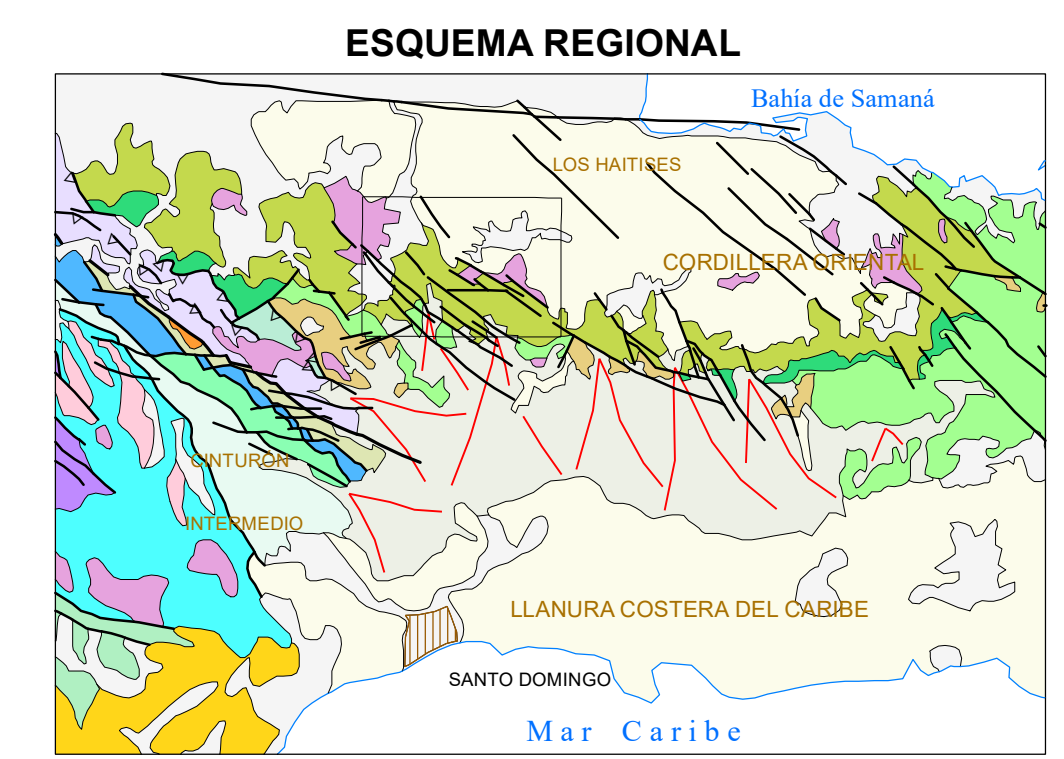 ESQUEMA REGIONAL
Bahía de Samaná
LOS HAITISES
CORDILLERA ORIENTAL
CINTURÓN
INTERMEDIO
LLANURA COSTERA DEL CARIBE
SANTO DOMINGO
Mar Caribe